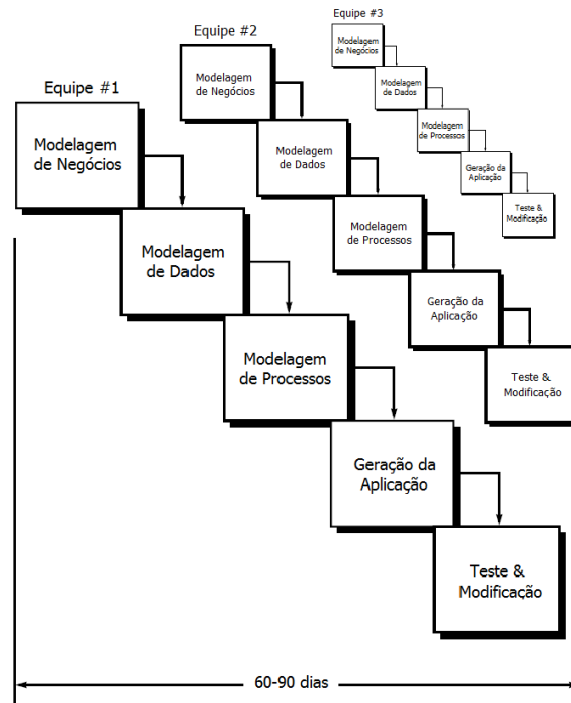 Equipe #1
Modelagem
de Negócios
Modelagem
de Dados
Modelagem
de Processos
Geração da
Aplicação
Teste &
Modificação
Equipe #2
Modelagem
de Negócios
Modelagem
de Dados
Modelagem
de Processos
Geração da
Aplicação
Teste &
Modificação
Equipe #3
Modelagem
de Negócios
Modelagem
de Dados
Modelagem
de Processos
Geração da
Aplicação
Teste &
Modificação
60-90 dias